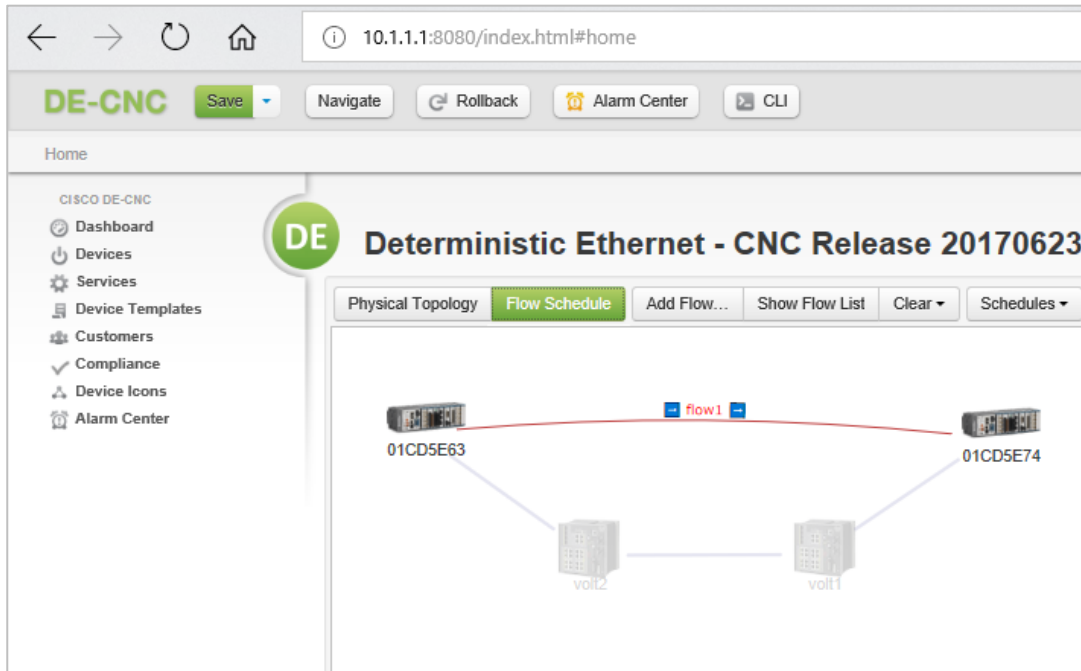 10.1.1.1:8080/index.html#home
DE-CNC Save Navigate Rollback Alarm Center CLI
Home
CISCO DE-CNC
Dashboard
Devices
Services
Device Templates
Customers
Compliance
Device Icons
Alarm Center
DE
Deterministic Ethernet - CNC Release 20170623
Physical Topology Flow Schedule Add Flow... Show Flow List Clear Schedules
flow1
01CD5E63
01CD5E74
volt2 volt1